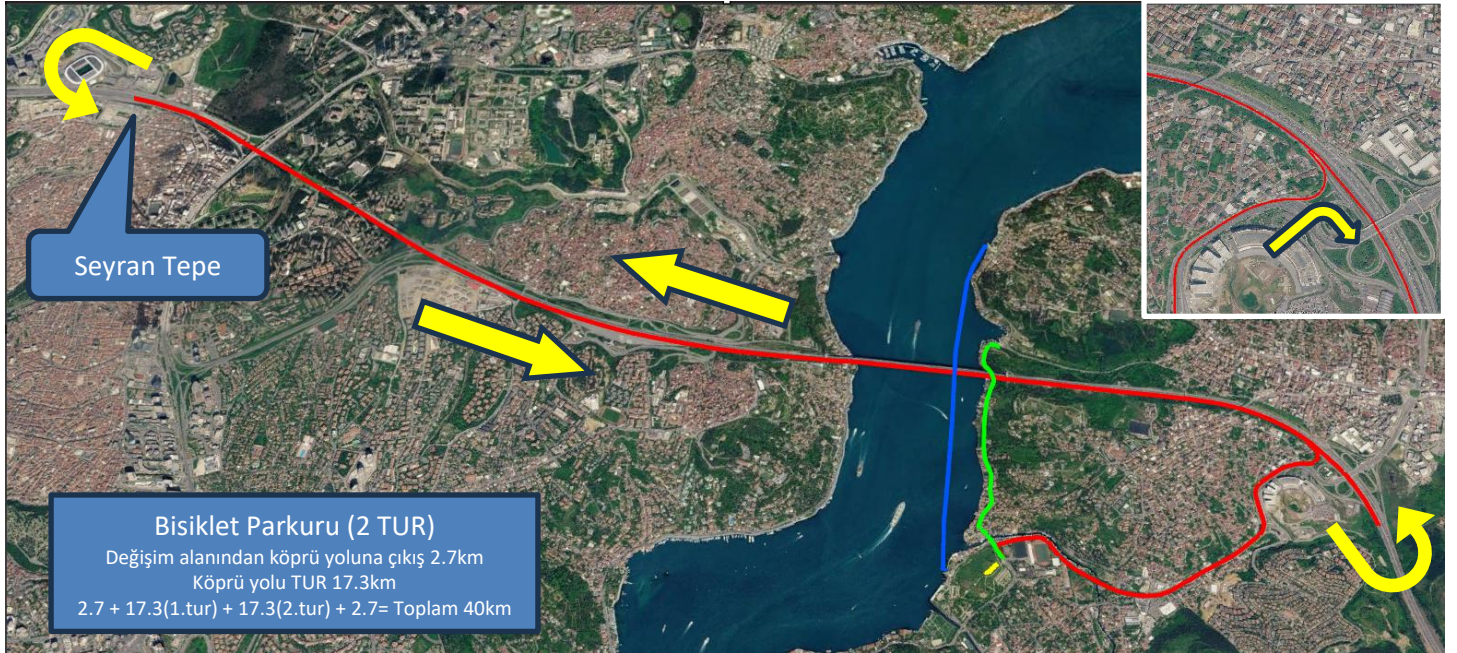 Seyran Tepe
Bisiklet Parkuru (2 TUR)
Değişim alanından köprü yoluna çıkış 2.7km
Köprü yolu TUR 17.3km
2.7 + 17.3(1.tur) + 17.3(2.tur) + 2.7= Toplam 40km